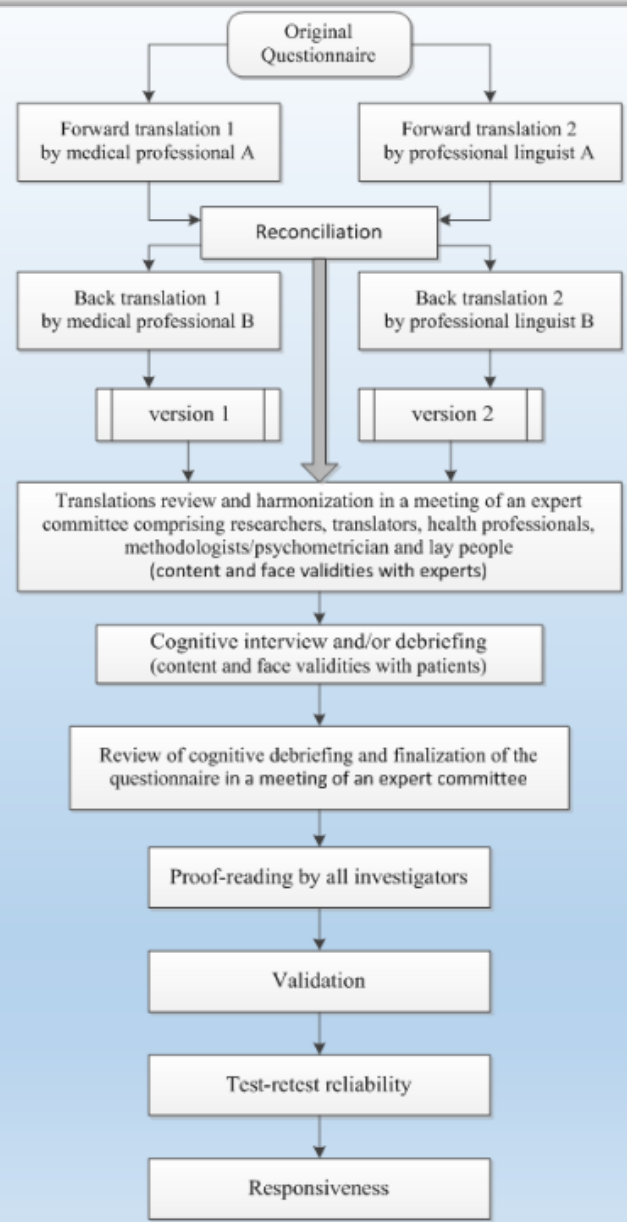 Original
Questionnaire
Forward translation 1
by medical professional A
Forward translation 2
by professional linguist A
Reconciliation
Back translation 1
by medical professional B
Back translation 2
by professional linguist B
version 1
version 2
Translations review and harmonization in a meeting of an expert
committee comprising researchers, translators, health professionals,
methodologists/psychometrician and lay people
(content and face validities with experts)
Cognitive interview and/or debriefing
(content and face validities with patients)
Review of cognitive debriefing and finalization of the
questionnaire in a meeting of an expert committee
Proof-reading by all investigators
Validation
Test-retest reliability
Responsiveness